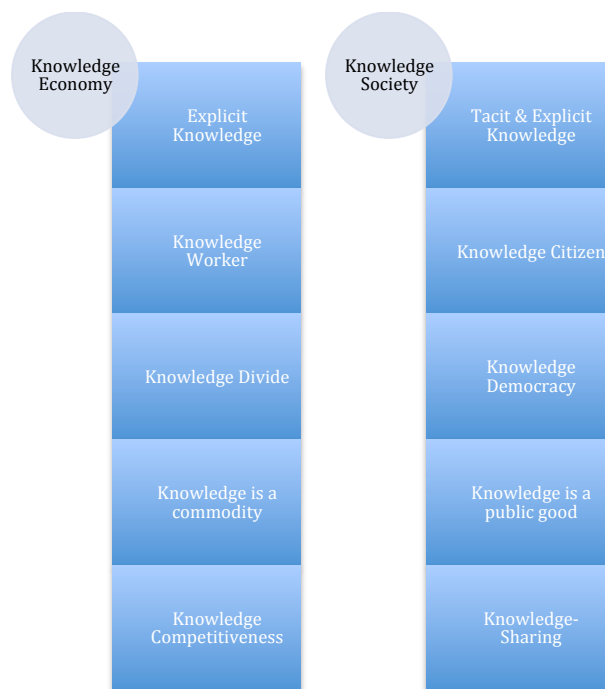 Knowledge
Economy
Explicit
Knowledge
Knowledge
Worker
Knowledge Divide
Knowledge is a
commodity
Knowledge
Competitiveness
Knowledge
Society
Tacit & Explicit
Knowledge
Knowledge Citizen
Knowledge
Democracy
Knowledge is a
public good
Knowledge-
Sharing